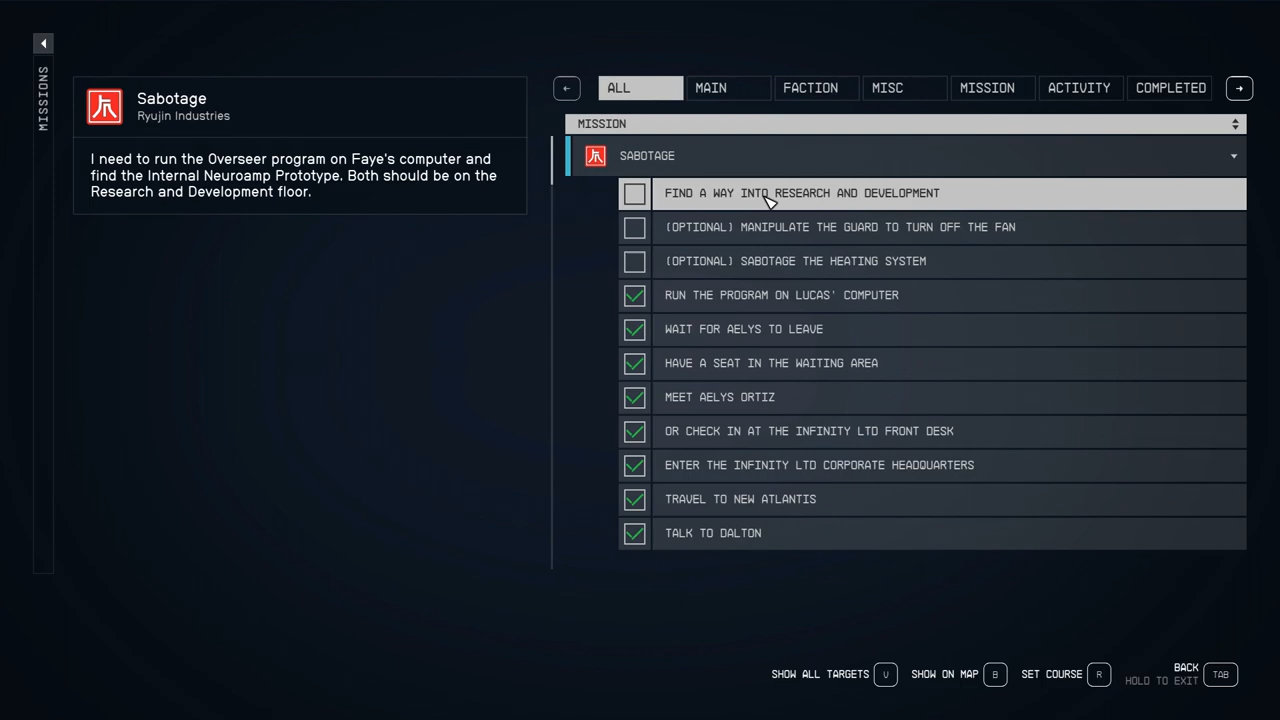 MISSIONS
Sabotage
Ryujin Industries
I need to run the Overseer program on Faye's computer and
find the Internal Neuroamp Prototype. Both should be on the
Research and Development floor.
ALL MAIN FACTION MISC MISSION ACTIVITY COMPLETED
MISSION
SABOTAGE
FIND A WAY INTO RESEARCH AND DEVELOPMENT
(OPTIONAL) MANIPULATE THE GUARD TO TURN OFF THE FAN
(OPTIONAL) SABOTAGE THE HEATING SYSTEM
RUN THE PROGRAM ON LUCAS' COMPUTER
WAIT FOR AELYS TO LEAVE
HAVE A SEAT IN THE WAITING AREA
MEET AELYS ORTIZ
OR CHECK IN AT THE INFINITY LTD FRONT DESK
ENTER THE INFINITY LTD CORPORATE HEADQUARTERS
TRAVEL TO NEW ATLANTIS
TALK TO DALTON
SHOW ALL TARGETS V SHOW ON MAP B SET COURSE R BACK TAB
HOLD TO EXIT